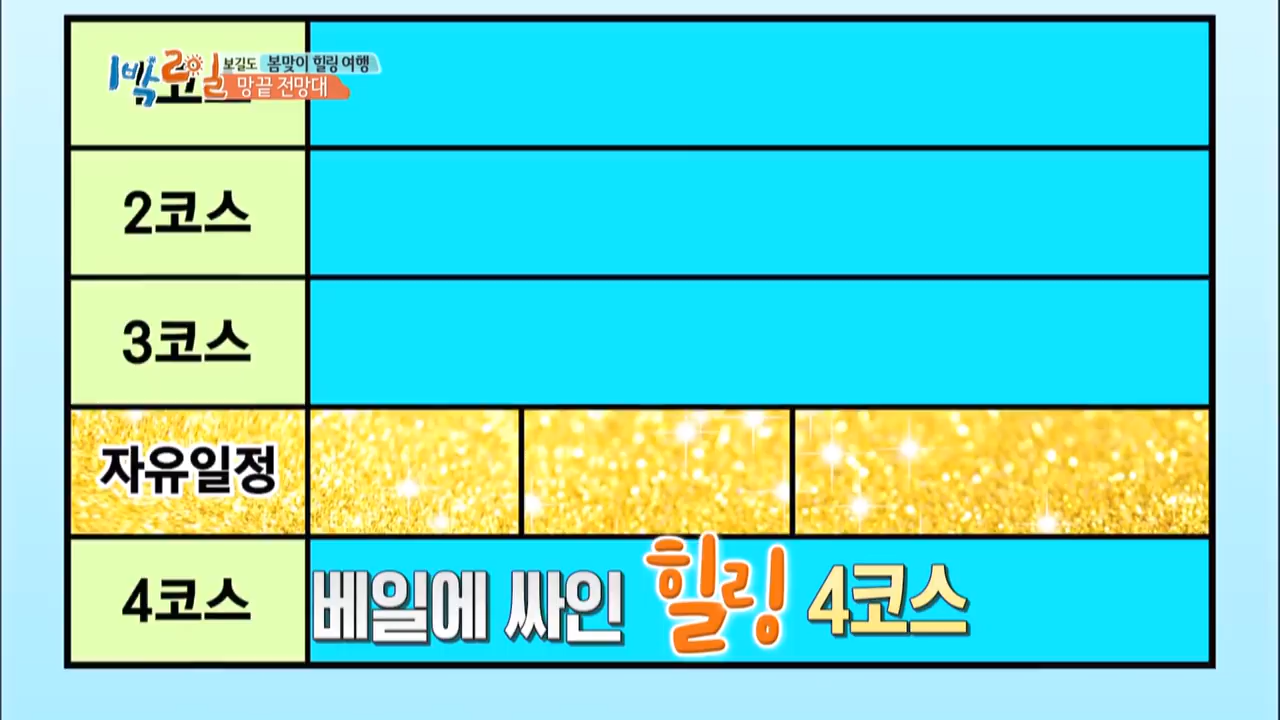 1박2일
보길도 봄맞이 힐링 여행
망끝 전망대
2코스
3코스
자유일정
4코스
베일에 싸인 힐링 4코스